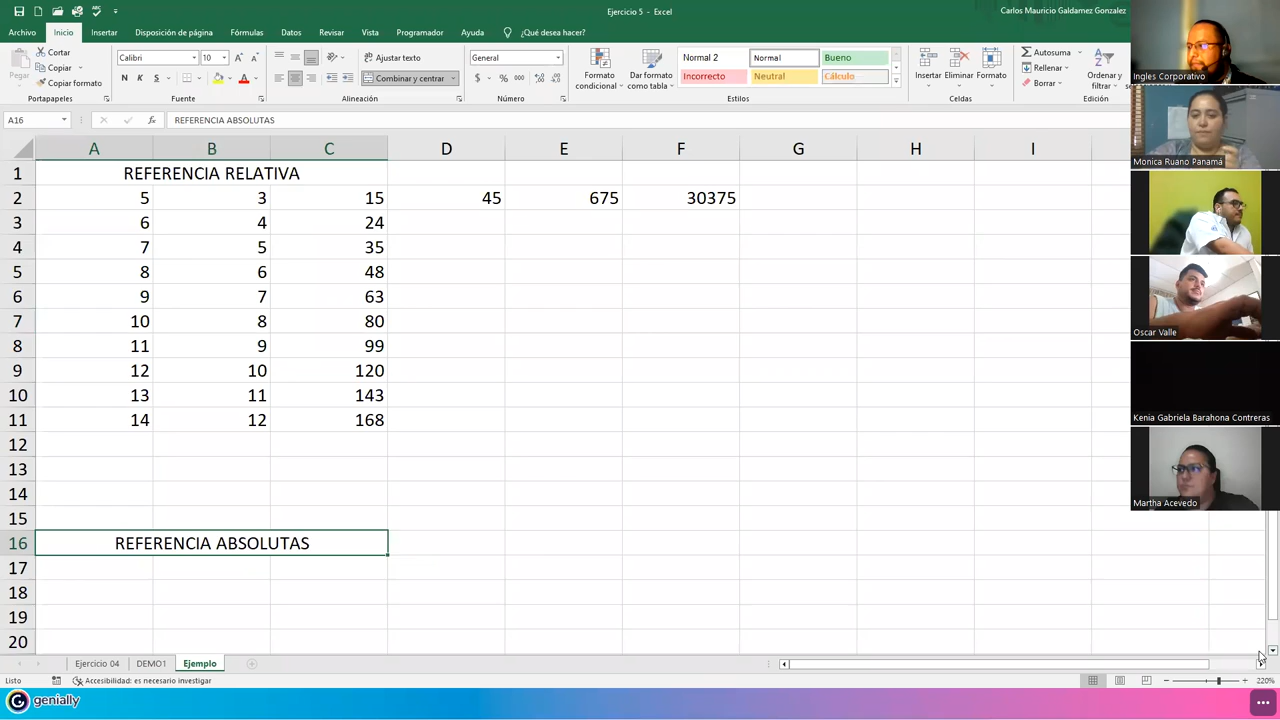 Ejercicio 5 - Excel
Carlos Mauricio Galdamez Gonzalez
Archivo Inicio Insertar Disposición de página Fórmulas Datos Revisar Vista Programador Ayuda ¿Qué desea hacer?
Pegar
Cortar
Copiar
Copiar formato
Portapapeles
Calibri 10
N K S
Fuente
Ajustar texto
Combinar y centrar
Alineación
General
$ % 000
Número
Formato condicional
Dar formato como tabla
Normal 2 Normal Bueno
Incorrecto Neutral Cálculo
Estilos
Insertar Eliminar Formato
Celdas
Autosuma
Rellenar
Borrar
Ordenar y filtrar
Edición
A16 fx REFERENCIA ABSOLUTAS
A B C D E F G H I
1 REFERENCIA RELATIVA
2 5 3 15 45 675 30375
3 6 4 24
4 7 5 35
5 8 6 48
6 9 7 63
7 10 8 80
8 11 9 99
9 12 10 120
10 13 11 143
11 14 12 168
12
13
14
15
16 REFERENCIA ABSOLUTAS
17
18
19
20
Ejercicio 04 DEMO1 Ejemplo
Listo Accesibilidad: es necesario investigar 220%
genially
Ingles Corporativo
Monica Ruano Panamá
Oscar Valle
Kenia Gabriela Barahona Contreras
Martha Acevedo